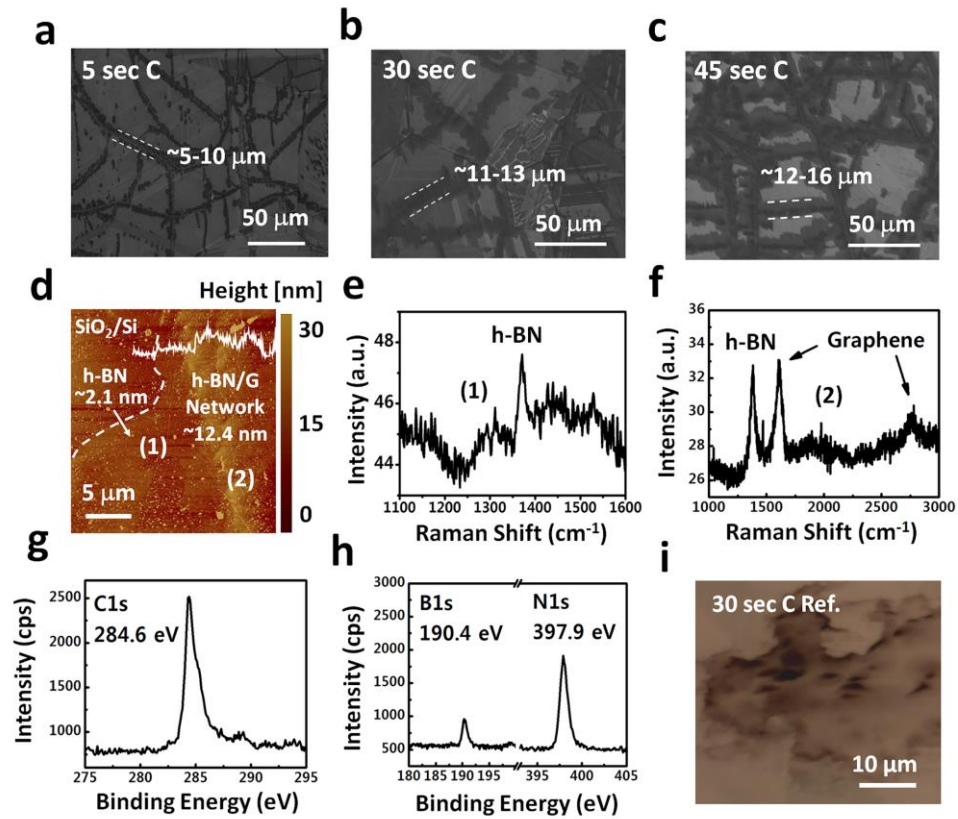 a
5 sec C
~5-10 μm
50 μm
b
30 sec C
~11-13 μm
50 μm
c
45 sec C
~12-16 μm
50 μm
d
Height [nm]
SiO2/Si
h-BN
~2.1 nm
(1)
h-BN/G
Network
~12.4 nm
(2)
5 μm
30
15
0
e
h-BN
(1)
Intensity (a.u.)
48
46
44
1100 1200 1300 1400 1500 1600
Raman Shift (cm-1)
f
h-BN
Graphene
(2)
Intensity (a.u.)
36
34
32
30
28
26
1000 1500 2000 2500 3000
Raman Shift (cm-1)
g
C1s
284.6 eV
Intensity (cps)
2500
2000
1500
1000
275 280 285 290 295
Binding Energy (eV)
h
B1s
190.4 eV
N1s
397.9 eV
Intensity (cps)
3000
2500
2000
1500
1000
500
180 190 195 395 400 405
Binding Energy (eV)
i
30 sec C Ref.
10 μm